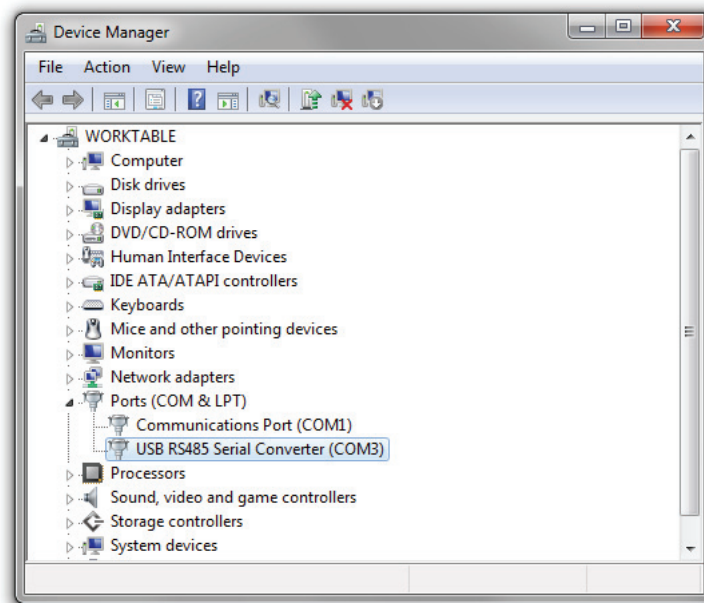 Device Manager
File Action View Help
WORKTABLE
Computer
Disk drives
Display adapters
DVD/CD-ROM drives
Human Interface Devices
IDE ATA/ATAPI controllers
Keyboards
Mice and other pointing devices
Monitors
Network adapters
Ports (COM & LPT)
Communications Port (COM1)
USB RS485 Serial Converter (COM3)
Processors
Sound, video and game controllers
Storage controllers
System devices